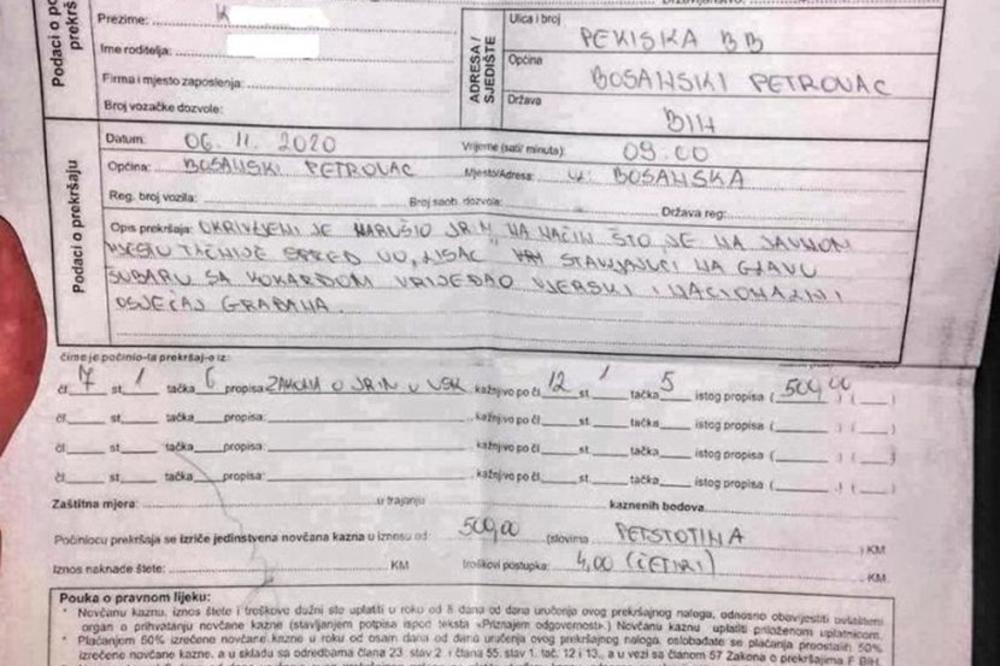 Podaci o po
prekrš
Prezime: K
Ime roditelja:
Firma i mjesto zaposlenja:
Broj vozačke dozvole:
ADRESA / SJEDIŠTE
Ulica i broj PEKISKA BB
Općina BOSANSKI PETROVAC
Država BIH
Podaci o prekršaju
Datum: 06. 11. 2020 Vrijeme (sat/ minuta): 09.00
Općina: BOSANSKI PETROVAC Mjesto/Adresa: U. BOSANSKA
Reg. broj vozila: Broj saob. dozvole: Država reg:
Opis prekršaja: OKRIVLJENI JE NARUŠIO JR.M, NA NAČIN ŠTO JE NA JAVNOM
MJESTU TAČNIJE ISPRED UO, LISAC" STAVLJAJUĆI NA GLAVU
ŠUBARU SA KOKARDOM VRIJEĐAO VJERSKI I NACIONALNI
OSJEĆAJ GRAĐANA.
čime je počinio-la prekršaj-e iz:
čl. 7 st. 1 tačka 6 propisa: ZAKONA O JRIM U USK kažnjivo po čl. 12 st. 1 tačka 5 istog propisa ( 500,00 ) ( )
čl. st. tačka propisa: kažnjivo po čl. st. tačka istog propisa ( ) ( )
čl. st. tačka propisa: kažnjivo po čl. st. tačka istog propisa ( ) ( )
čl. st. tačka propisa: kažnjivo po čl. st. tačka istog propisa ( ) ( )
Zaštitna mjera: u trajanju kaznenih bodova
Počiniocu prekršaja se izriče jedinstvena novčana kazna u iznosu od: 500,00 (slovima PETSTOTINA ) KM
Iznos naknade štete: KM troškovi postupka: 4,00 (ČETIRI) KM.
Pouka o pravnom lijeku:
* Novčanu kaznu, iznos štete i troškove dužni ste uplatiti u roku od 8 dana od dana uručenja ovog prekršajnog naloga, odnosno obavijestiti ovlašteni
organ o prihvatanju novčane kazne (stavljanjem potpisa ispod teksta «Priznajem odgovornost».) Novčanu kaznu uplatiti priloženom uplatnicom.
* Plaćanjem 50% izrečene novčane kazne u roku od osam dana od dana uručenja ovog prekršajnog naloga, oslobađate se plaćanja preostalih 50%
izrečene novčane kazne, a u skladu sa odredbama člana 23. stav 2. i člana 55. stav 1. tač. 12 i 13., a u vezi sa članom 57 Zakona o prekršajima F BiH.